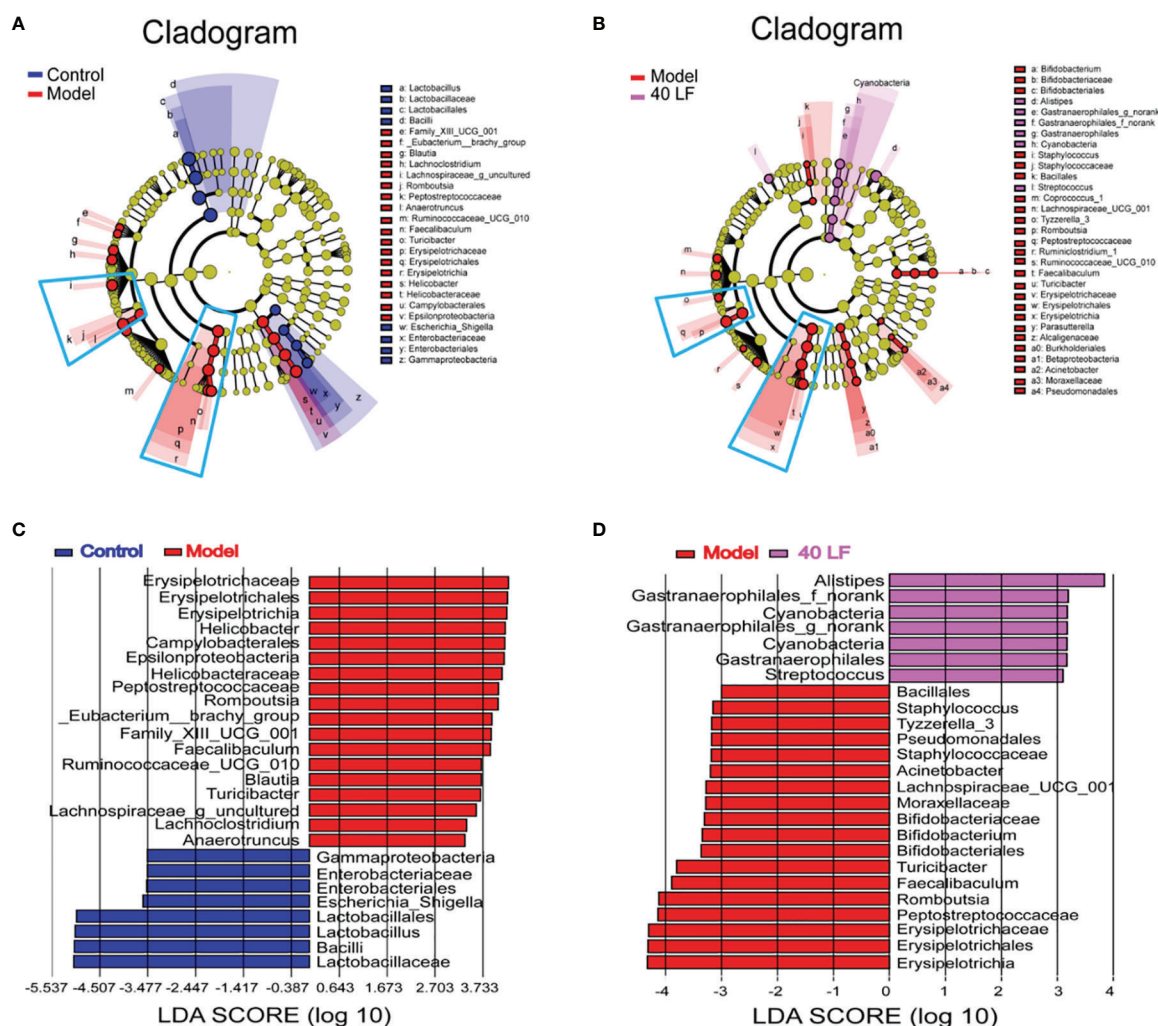 A
Cladogram
Control
Model
d
c
b
a
e
f
g
h
i
k
j
l
m
o
n
p
q
r
w
x
s
t
y
z
u
v
a: Lactobacillus
b: Lactobacillaceae
c: Lactobacillales
d: Bacilli
e: Family_XIII_UCG_001
f: _Eubacterium__brachy_group
g: Blautia
h: Lachnoclostridium
i: Lachnospiraceae_g_uncultured
j: Romboutsia
k: Peptostreptococcaceae
l: Anaerotruncus
m: Ruminococcaceae_UCG_010
n: Faecalibaculum
o: Turicibacter
p: Erysipelotrichaceae
q: Erysipelotrichales
r: Erysipelotrichia
s: Helicobacter
t: Helicobacteraceae
u: Campylobacterales
v: Epsilonproteobacteria
w: Escherichia_Shigella
x: Enterobacteriaceae
y: Enterobacteriales
z: Gammaproteobacteria
B
Cladogram
Model
40 LF
Cyanobacteria
k
h
j
g
i
f
e
l
d
m
n
a b c
o
q p
r
s
t u
v
w
x
y
z
a0
a1
a2
a3
a4
a: Bifidobacterium
b: Bifidobacteriaceae
c: Bifidobacteriales
d: Alistipes
e: Gastranaerophilales_g_norank
f: Gastranaerophilales_f_norank
g: Gastranaerophilales
h: Cyanobacteria
i: Staphylococcus
j: Staphylococcaceae
k: Bacillales
l: Streptococcus
m: Coprococcus_1
n: Lachnospiraceae_UCG_001
o: Tyzzerella_3
p: Romboutsia
q: Peptostreptococcaceae
r: Ruminiclostridium_1
s: Ruminococcaceae_UCG_010
t: Faecalibaculum
u: Turicibacter
v: Erysipelotrichaceae
w: Erysipelotrichales
x: Erysipelotrichia
y: Parasutterella
z: Alcaligenaceae
a0: Burkholderiales
a1: Betaproteobacteria
a2: Acinetobacter
a3: Moraxellaceae
a4: Pseudomonadales
C
Control Model
Erysipelotrichaceae
Erysipelotrichales
Erysipelotrichia
Helicobacter
Campylobacterales
Epsilonproteobacteria
Helicobacteraceae
Peptostreptococcaceae
Romboutsia
_Eubacterium__brachy_group
Family_XIII_UCG_001
Faecalibaculum
Ruminococcaceae_UCG_010
Blautia
Turicibacter
Lachnospiraceae_g_uncultured
Lachnoclostridium
Anaerotruncus
Gammaproteobacteria
Enterobacteriaceae
Enterobacteriales
Escherichia_Shigella
Lactobacillales
Lactobacillus
Bacilli
Lactobacillaceae
-5.537 -4.507 -3.477 -2.447 -1.417 -0.387 0.643 1.673 2.703 3.733
LDA SCORE (log 10)
D
Model 40 LF
Alistipes
Gastranaerophilales_f_norank
Cyanobacteria
Gastranaerophilales_g_norank
Cyanobacteria
Gastranaerophilales
Streptococcus
Bacillales
Staphylococcus
Tyzzerella_3
Pseudomonadales
Staphylococcaceae
Acinetobacter
Lachnospiraceae_UCG_001
Moraxellaceae
Bifidobacteriaceae
Bifidobacterium
Bifidobacteriales
Turicibacter
Faecalibaculum
Romboutsia
Peptostreptococcaceae
Erysipelotrichaceae
Erysipelotrichales
Erysipelotrichia
-4 -3 -2 -1 0 1 2 3 4
LDA SCORE (log 10)